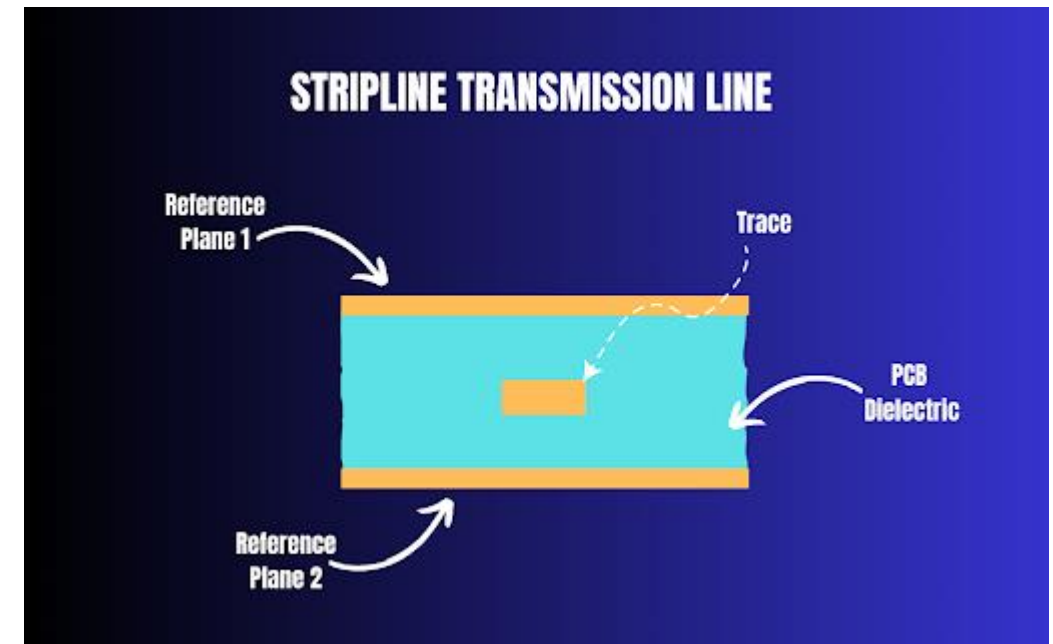 STRIPLINE TRANSMISSION LINE
Reference
Plane 1
Trace
PCB
Dielectric
Reference
Plane 2